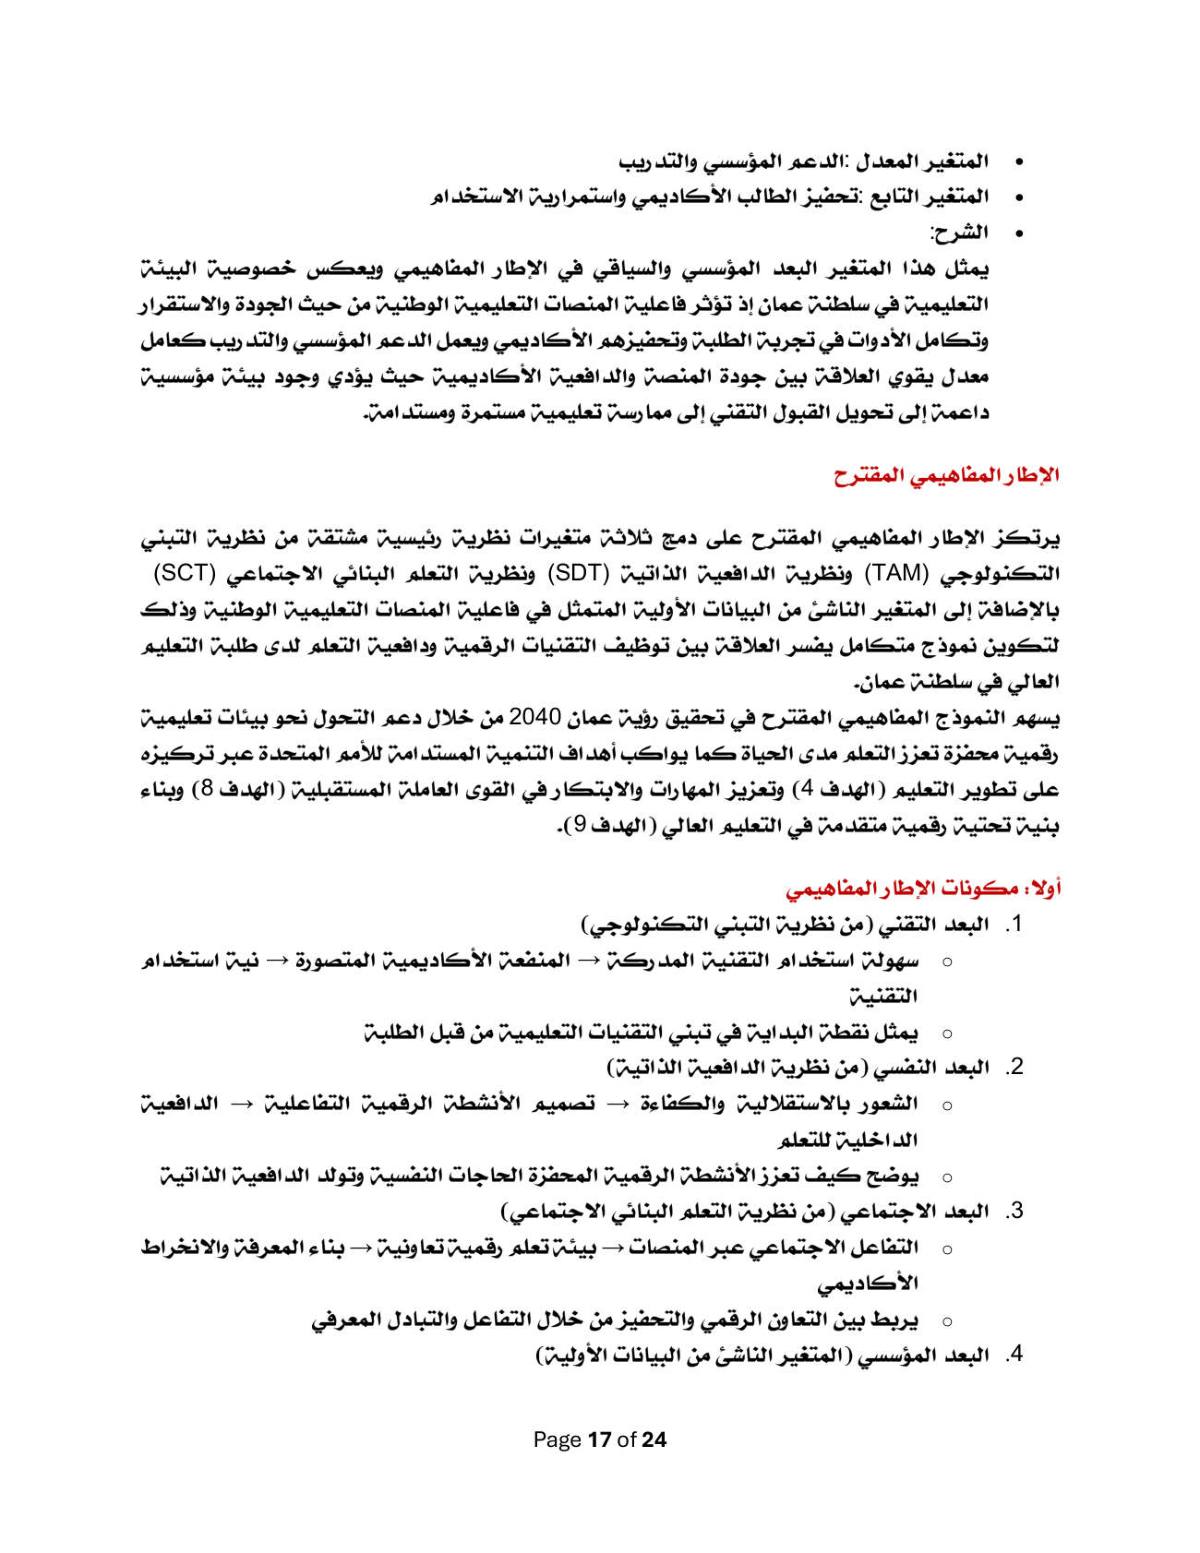 • المتغير المعدل :الدعم المؤسسي والتدريب
• المتغير التابع :تحفيز الطالب الأكاديمي واستمرارية الاستخدام
• الشرح:
يمثل هذا المتغير البعد المؤسسي والسياقي في الإطار المفاهيمي ويعكس خصوصية البيئة
التعليمية في سلطنة عمان إذ تؤثر فاعلية المنصات التعليمية الوطنية من حيث الجودة والاستقرار
وتكامل الأدوات في تجربة الطلبة وتحفيزهم الأكاديمي ويعمل الدعم المؤسسي والتدريب كعامل
معدل يقوي العلاقة بين جودة المنصة والدافعية الأكاديمية حيث يؤدي وجود بيئة مؤسسية
داعمة إلى تحويل القبول التقني إلى ممارسة تعليمية مستمرة ومستدامة.
الإطار المفاهيمي المقترح
يرتكز الإطار المفاهيمي المقترح على دمج ثلاثة متغيرات نظرية رئيسية مشتقة من نظرية التبني
التكنولوجي (TAM) ونظرية الدافعية الذاتية (SDT) ونظرية التعلم البنائي الاجتماعي (SCT)
بالإضافة إلى المتغير الناشئ من البيانات الأولية المتمثل في فاعلية المنصات التعليمية الوطنية وذلك
لتكوين نموذج متكامل يفسر العلاقة بين توظيف التقنيات الرقمية ودافعية التعلم لدى طلبة التعليم
العالي في سلطنة عمان.
يسهم النموذج المفاهيمي المقترح في تحقيق رؤية عمان 2040 من خلال دعم التحول نحو بيئات تعليمية
رقمية محفزة تعزز التعلم مدى الحياة كما يواكب أهداف التنمية المستدامة للأمم المتحدة عبر تركيزه
على تطوير التعليم (الهدف 4) وتعزيز المهارات والابتكار في القوى العاملة المستقبلية (الهدف 8) وبناء
بنية تحتية رقمية متقدمة في التعليم العالي (الهدف 9).
أولا: مكونات الإطار المفاهيمي
1. البعد التقني (من نظرية التبني التكنولوجي)
○ سهولة استخدام التقنية المدركة → المنفعة الأكاديمية المتصورة → نية استخدام
التقنية
○ يمثل نقطة البداية في تبني التقنيات التعليمية من قبل الطلبة
2. البعد النفسي (من نظرية الدافعية الذاتية)
○ الشعور بالاستقلالية والكفاءة → تصميم الأنشطة الرقمية التفاعلية → الدافعية
الداخلية للتعلم
○ يوضح كيف تعزز الأنشطة الرقمية المحفزة الحاجات النفسية وتولد الدافعية الذاتية
3. البعد الاجتماعي (من نظرية التعلم البنائي الاجتماعي)
○ التفاعل الاجتماعي عبر المنصات → بيئة تعلم رقمية تعاونية → بناء المعرفة والانخراط
الأكاديمي
○ يربط بين التعاون الرقمي والتحفيز من خلال التفاعل والتبادل المعرفي
4. البعد المؤسسي (المتغير الناشئ من البيانات الأولية)
Page 17 of 24